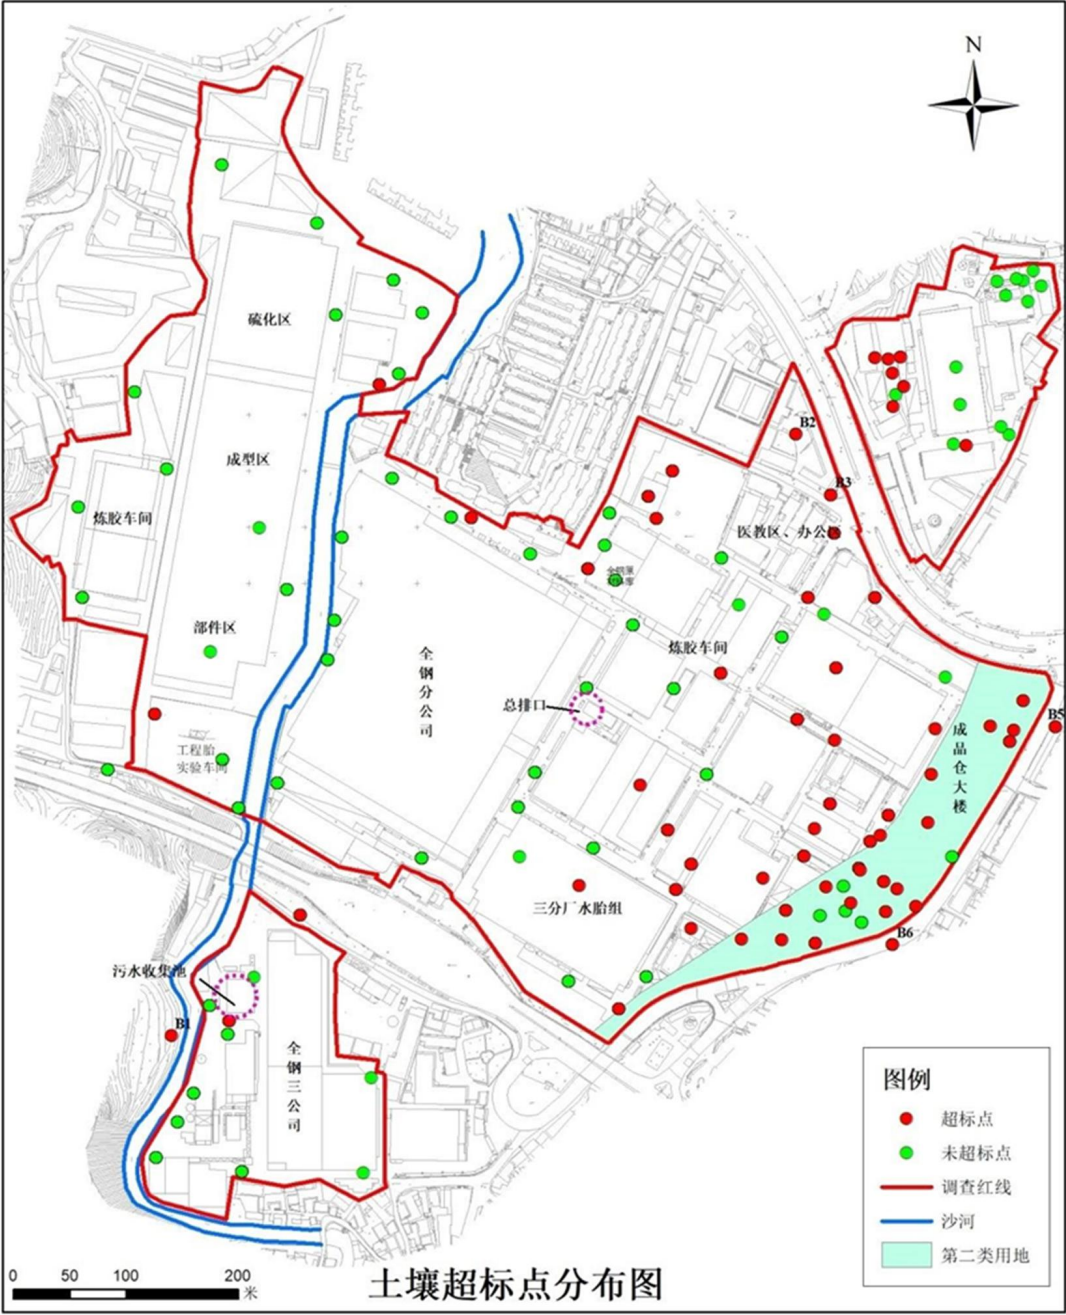 N
硫化区
成型区
炼胶车间
部件区
工程胎
实验车间
全钢分公司
B2
B3
医教区、办公区
炼胶车间
总排口
成品仓大楼
B5
三分厂水胎组
B6
污水收集池
B1
全钢三公司
图例
超标点
未超标点
调查红线
沙河
第二类用地
0 50 100 200
米
土壤超标点分布图